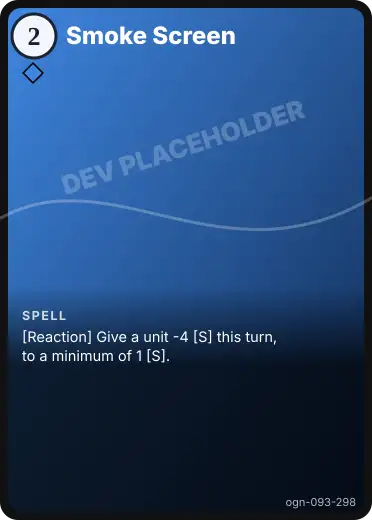 2 Smoke Screen
DEV PLACEHOLDER
SPELL
[Reaction] Give a unit -4 [S] this turn,
to a minimum of 1 [S].
ogn-093-298